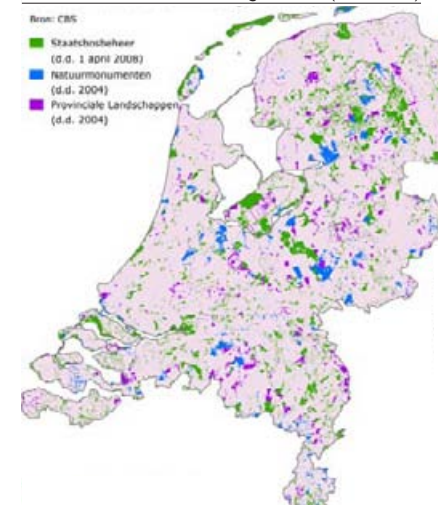 Bron: CBS
Staatsbosbeheer
(d.d. 1 april 2008)
Natuurmonumenten
(d.d. 2004)
Provinciale Landschappen
(d.d. 2004)